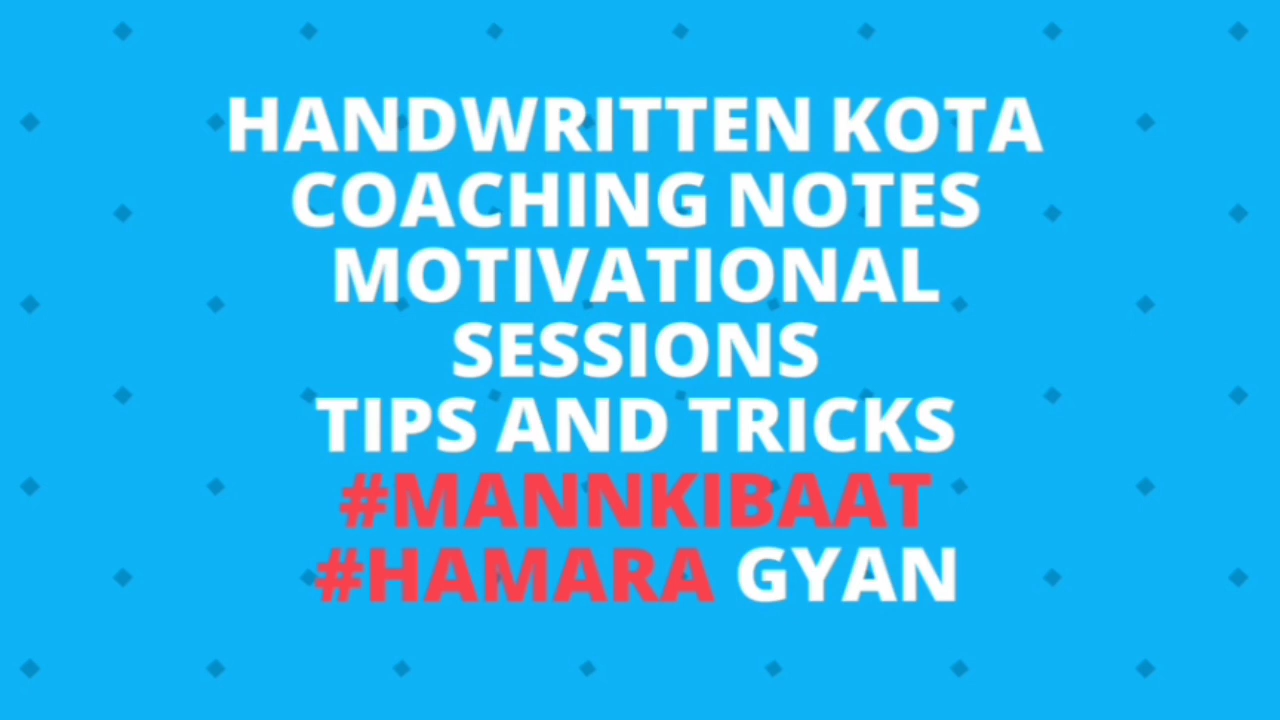 HANDWRITTEN KOTA
COACHING NOTES
MOTIVATIONAL
SESSIONS
TIPS AND TRICKS
#MANNKIBAAT
#HAMARA GYAN